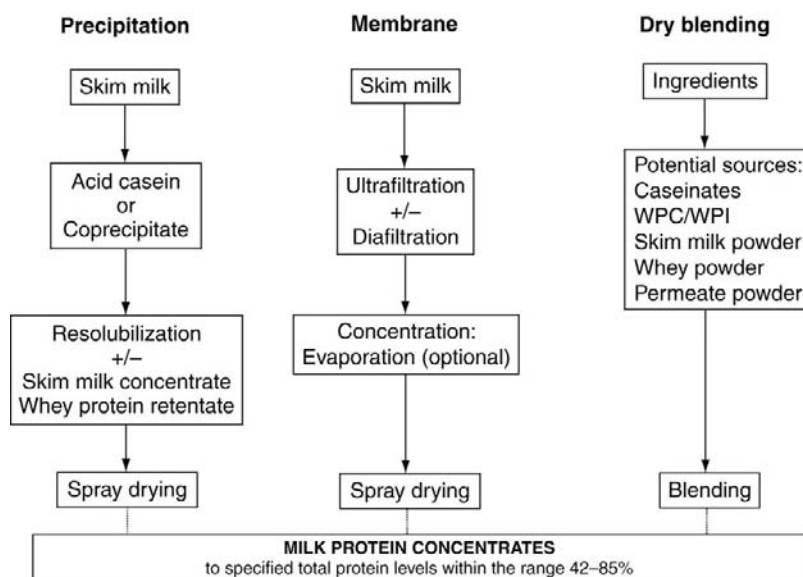 Precipitation
Skim milk
Acid casein
or
Coprecipitate
Resolubilization
+/–
Skim milk concentrate
Whey protein retentate
Spray drying
Membrane
Skim milk
Ultrafiltration
+/–
Diafiltration
Concentration:
Evaporation (optional)
Spray drying
Dry blending
Ingredients
Potential sources:
Caseinates
WPC/WPI
Skim milk powder
Whey powder
Permeate powder
Blending
MILK PROTEIN CONCENTRATES
to specified total protein levels within the range 42–85%